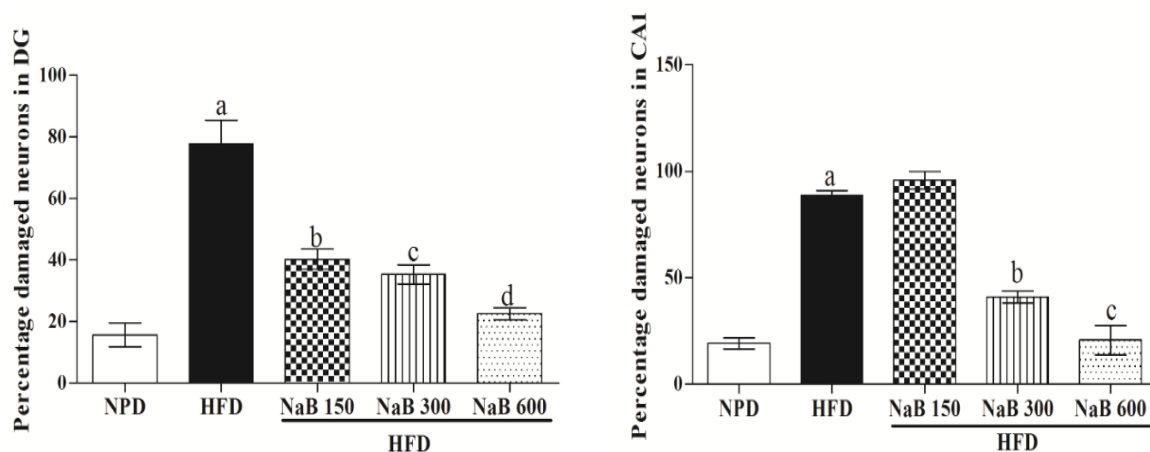 Percentage damaged neurons in DG
100
80
60
40
20
0
a
b
c
d
NPD HFD NaB 150 NaB 300 NaB 600
HFD
Percentage damaged neurons in CA1
150
100
50
0
a
b
c
NPD HFD NaB 150 NaB 300 NaB 600
HFD